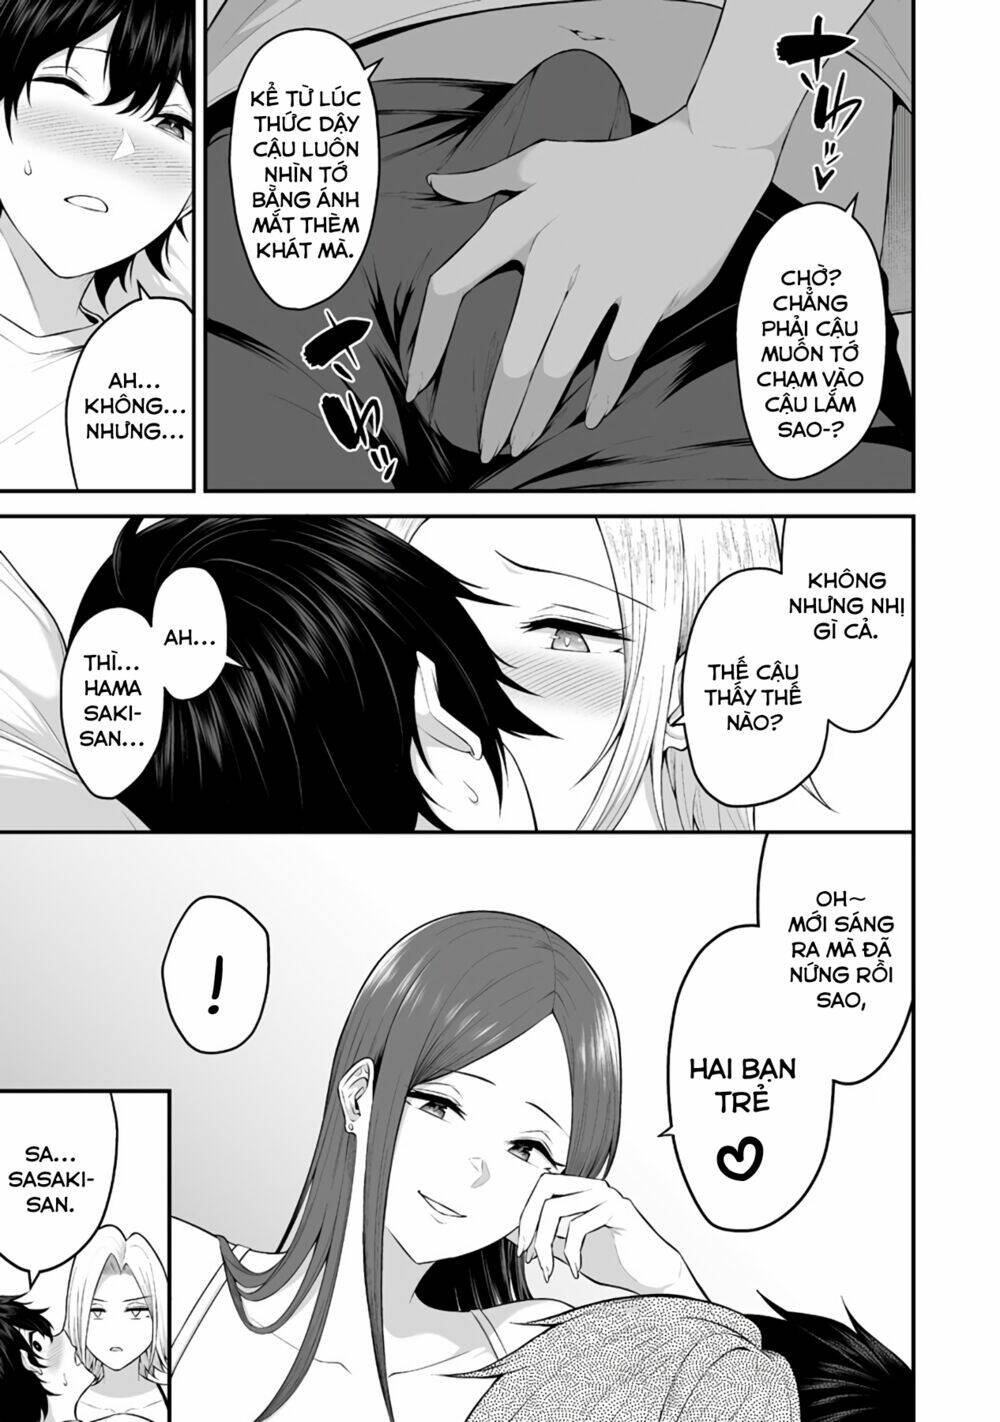 CHỜ?
CHẲNG
PHẢI CẬU
MUỐN TỚ
CHẠM VÀO
CẬU LẮM
SAO-?
KỂ TỪ LÚC
THỨC DẬY
CẬU LUÔN
NHÌN TỚ
BẰNG ÁNH
MẮT THÈM
KHÁT MÀ.
AH...
KHÔNG...
NHƯNG...
KHÔNG
NHƯNG NHỊ
GÌ CẢ.
THẾ CẬU
THẤY THẾ
NÀO?
AH...
THÌ...
HAMA
SAKI-
SAN...
OH~
MỚI SÁNG
RA MÀ ĐÃ
NỨNG RỒI
SAO,
HAI BẠN
TRẺ
!
SA...
SASAKI-
SAN.